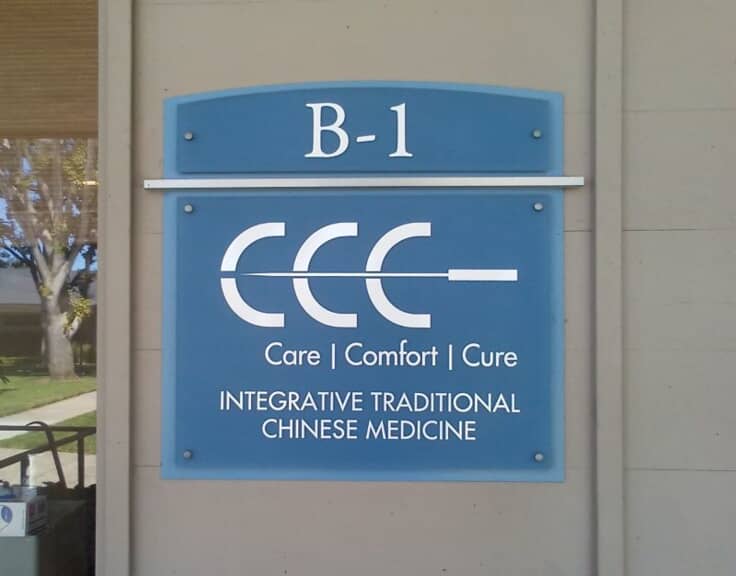 B-1
CCC
Care | Comfort | Cure
INTEGRATIVE TRADITIONAL
CHINESE MEDICINE